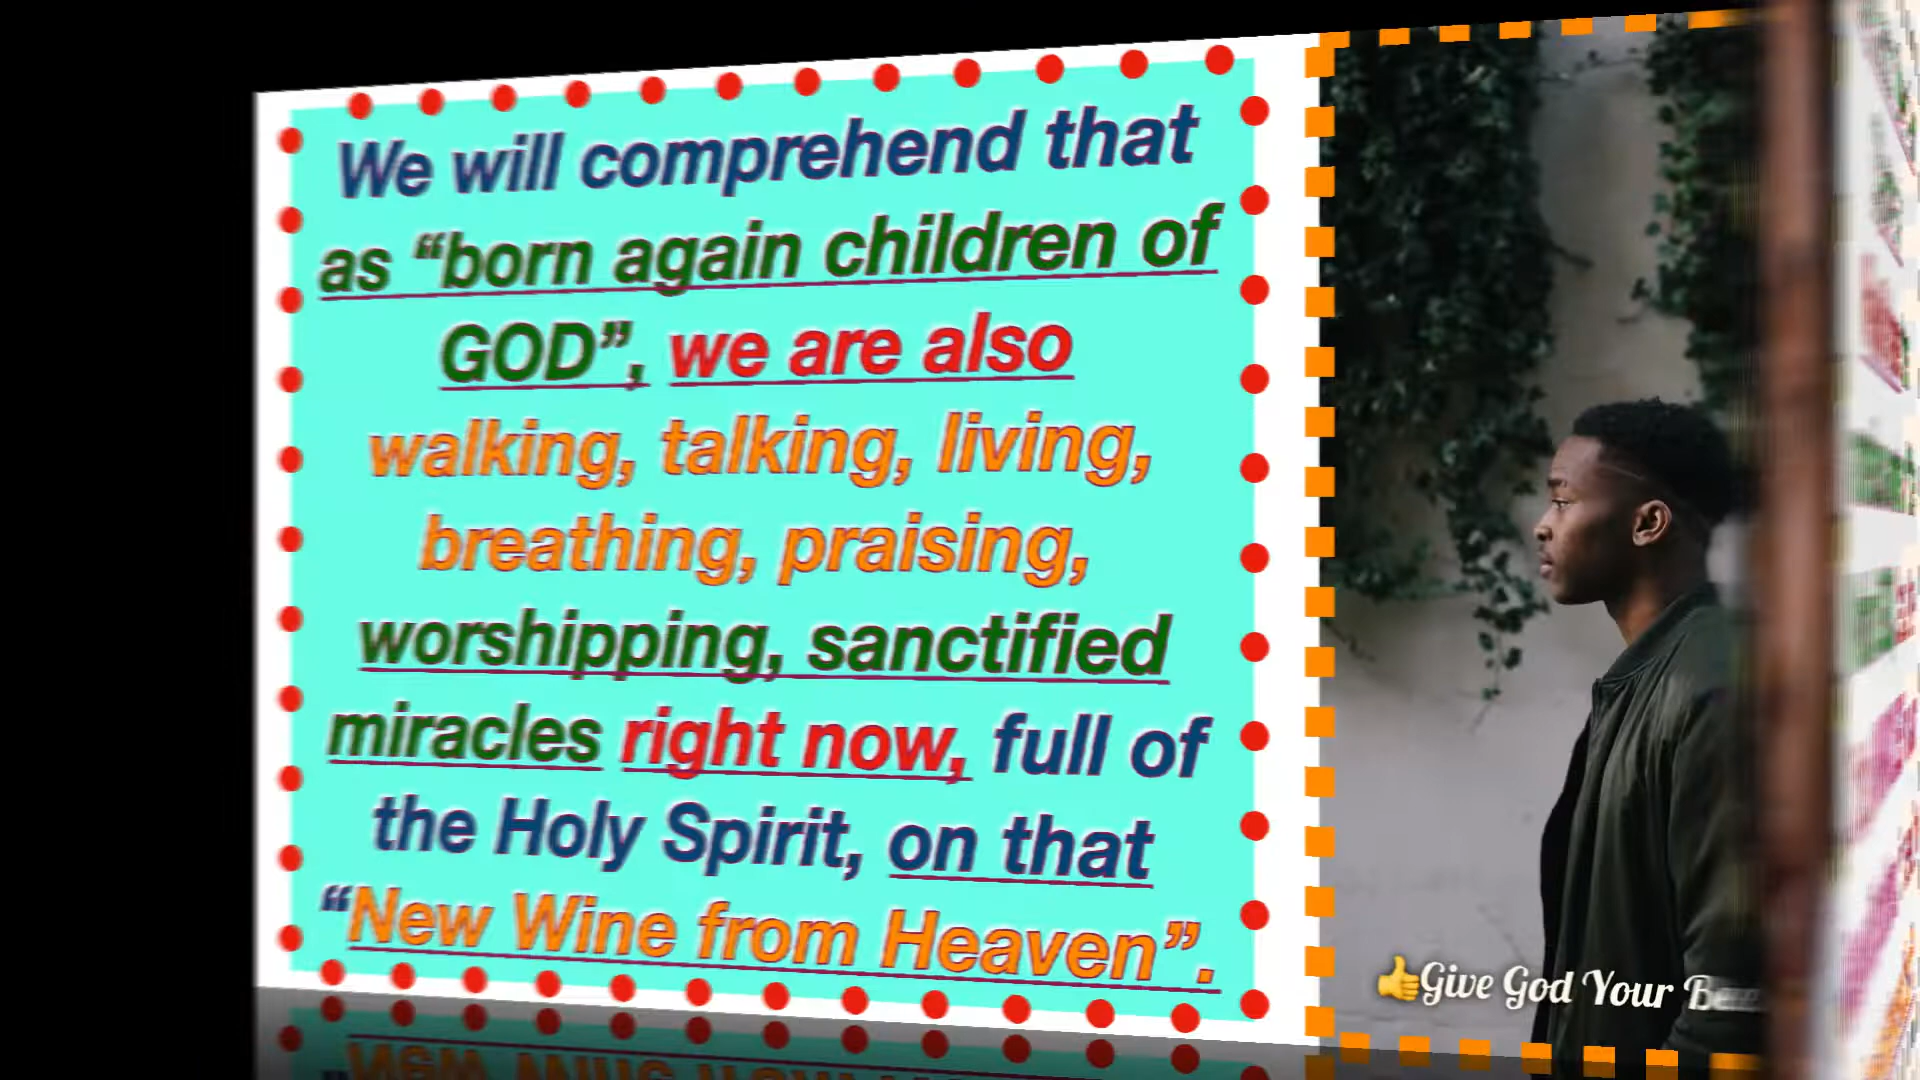 We will comprehend that
as “born again children of
GOD”, we are also
walking, talking, living,
breathing, praising,
worshipping, sanctified
miracles right now, full of
the Holy Spirit, on that
“New Wine from Heaven”.
👍Give God Your